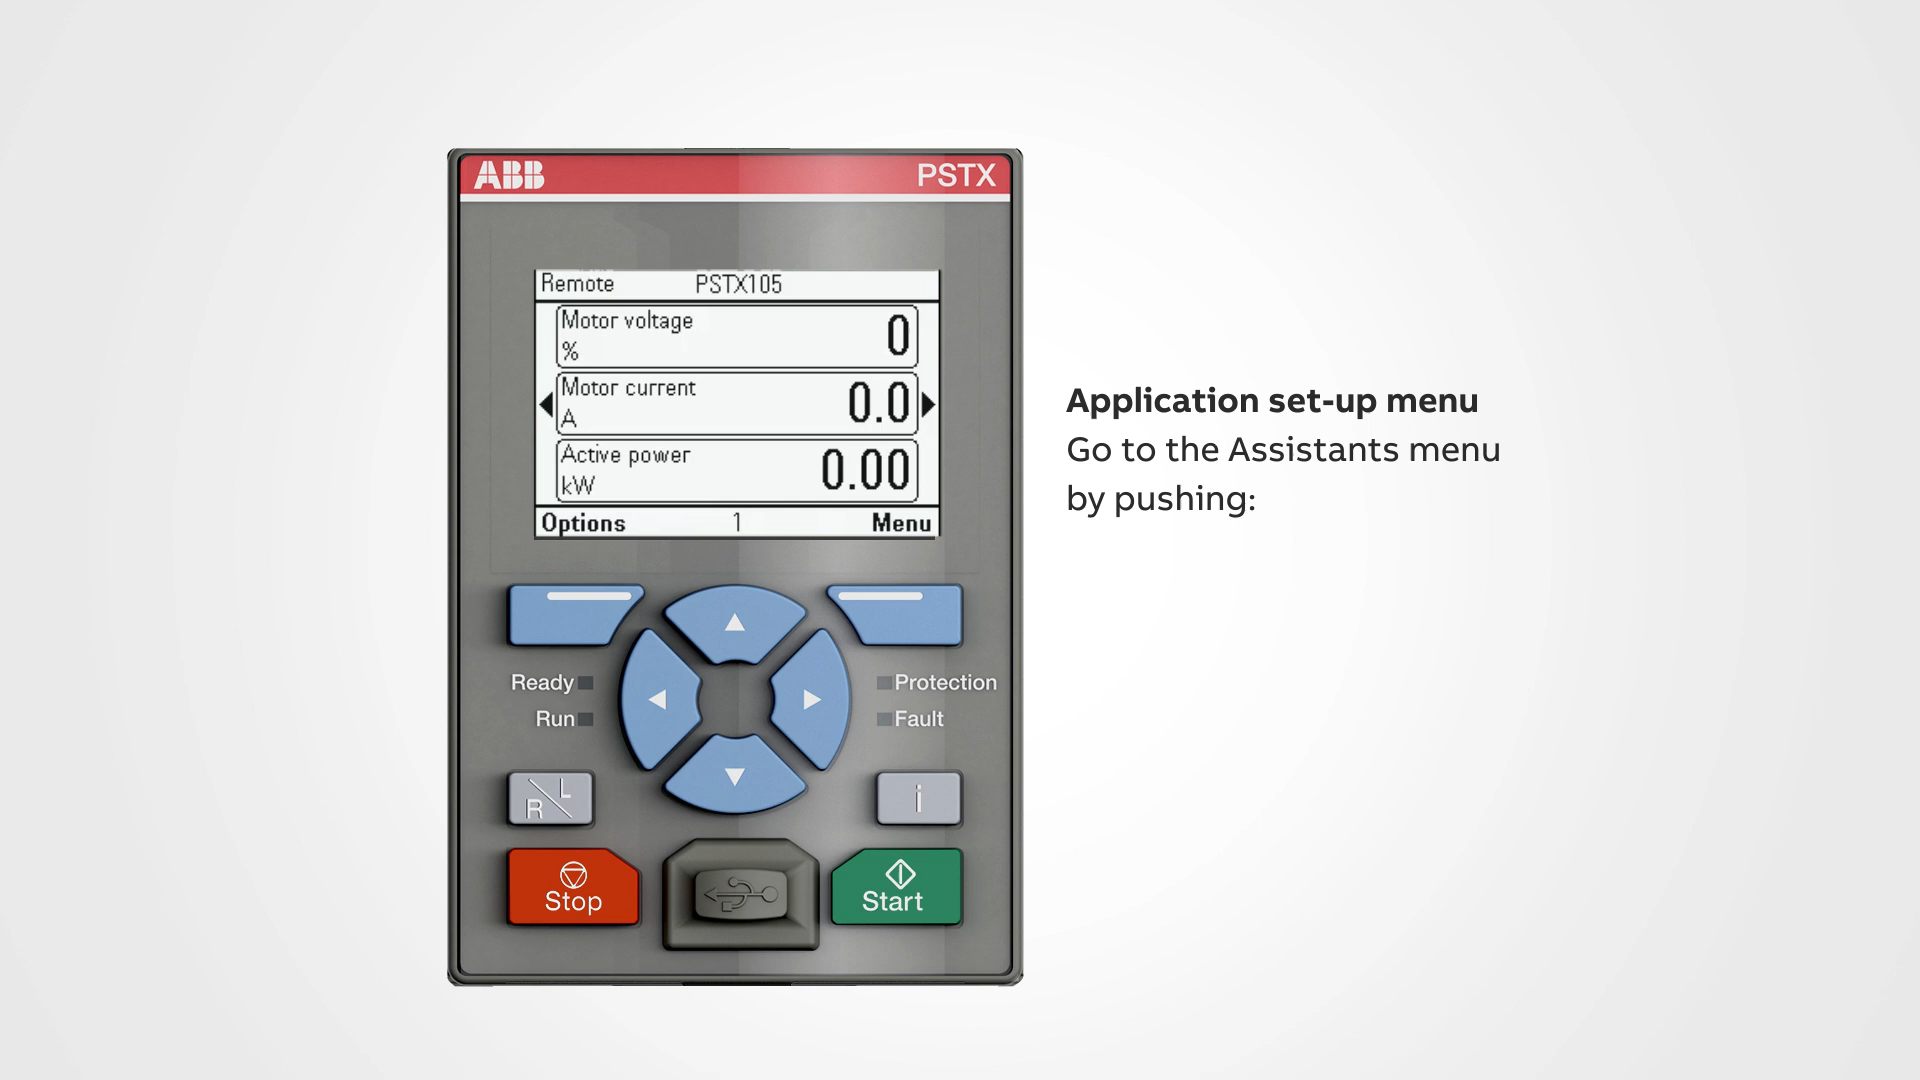 ABB PSTX
Remote PSTX105
Motor voltage
% 0
Motor current
A 0.0
Active power
kW 0.00
Options 1 Menu
Application set-up menu
Go to the Assistants menu
by pushing:
Ready Protection
Run Fault
R L i
Stop Start